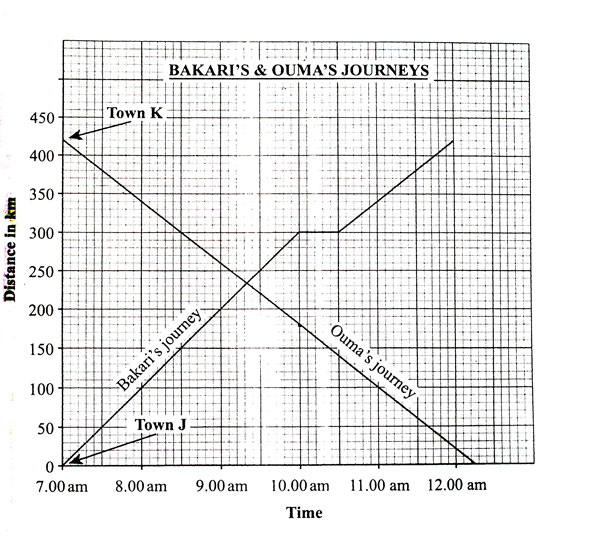 BAKARI'S & OUMA'S JOURNEYS
Town K
450
400
350
300
250
200
150
100
50
0
Distance in km
Bakari's journey
Ouma's journey
Town J
7.00 am 8.00 am 9.00 am 10.00 am 11.00 am 12.00 am
Time